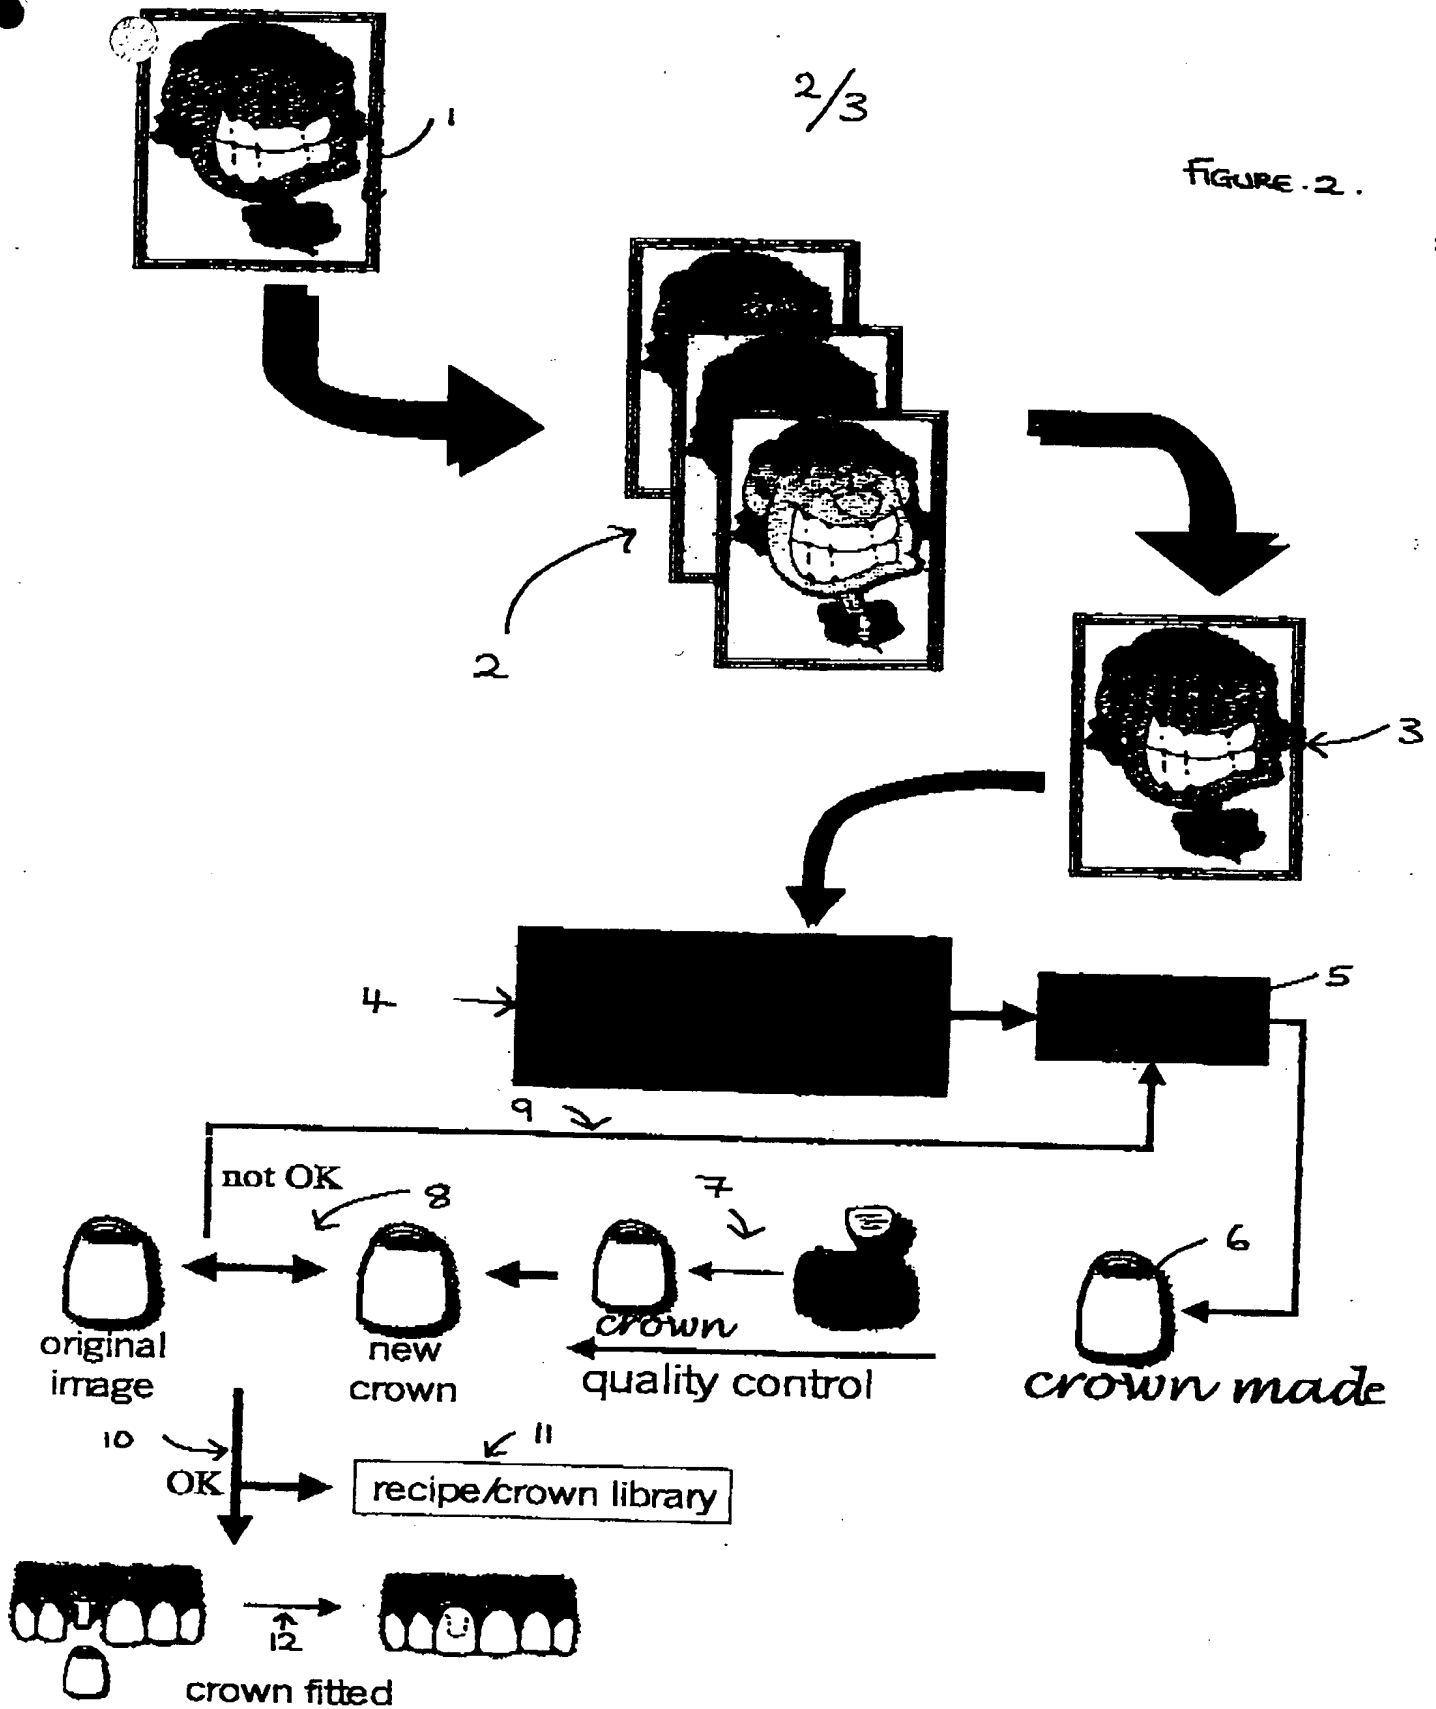 2/3
FIGURE.2.
1
2
3
4
5
9
not OK
8
7
6
original
image
new
crown
crown
quality control
crown made
10
OK
11
recipe/crown library
12
crown fitted